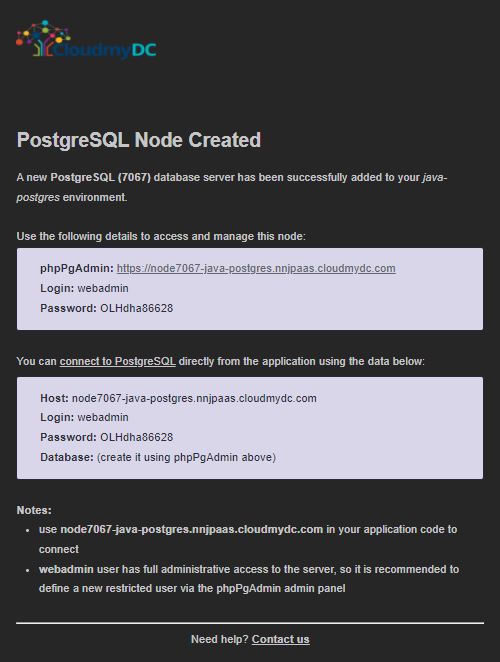 CloudmyDC
PostgreSQL Node Created
A new PostgreSQL (7067) database server has been successfully added to your java-
postgres environment.
Use the following details to access and manage this node:
phpPgAdmin: https://node7067-java-postgres.nnjpaas.cloudmydc.com
Login: webadmin
Password: OLHdha86628
You can connect to PostgreSQL directly from the application using the data below:
Host: node7067-java-postgres.nnjpaas.cloudmydc.com
Login: webadmin
Password: OLHdha86628
Database: (create it using phpPgAdmin above)
Notes:
• use node7067-java-postgres.nnjpaas.cloudmydc.com in your application code to
connect
• webadmin user has full administrative access to the server, so it is recommended to
define a new restricted user via the phpPgAdmin admin panel
Need help? Contact us